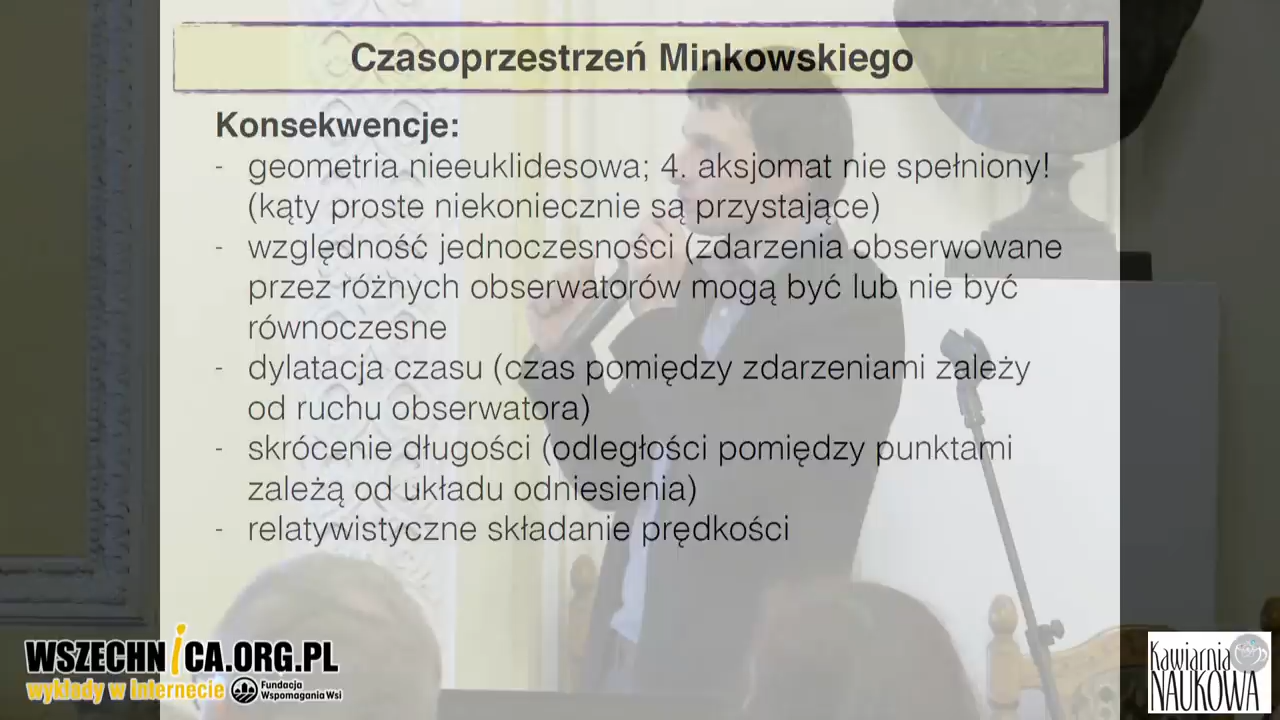 Czasoprzestrzeń Minkowskiego
Konsekwencje:
- geometria nieeuklidesowa; 4. aksjomat nie spełniony!
(kąty proste niekoniecznie są przystające)
- względność jednoczesności (zdarzenia obserwowane
przez różnych obserwatorów mogą być lub nie być
równoczesne
- dylatacja czasu (czas pomiędzy zdarzeniami zależy
od ruchu obserwatora)
- skrócenie długości (odległości pomiędzy punktami
zależą od układu odniesienia)
- relatywistyczne składanie prędkości
WSZECHNiCA.ORG.PL
wykłady w Internecie
Fundacja
Wspomagania Wsi
Kawiarnia
NAUKOWA